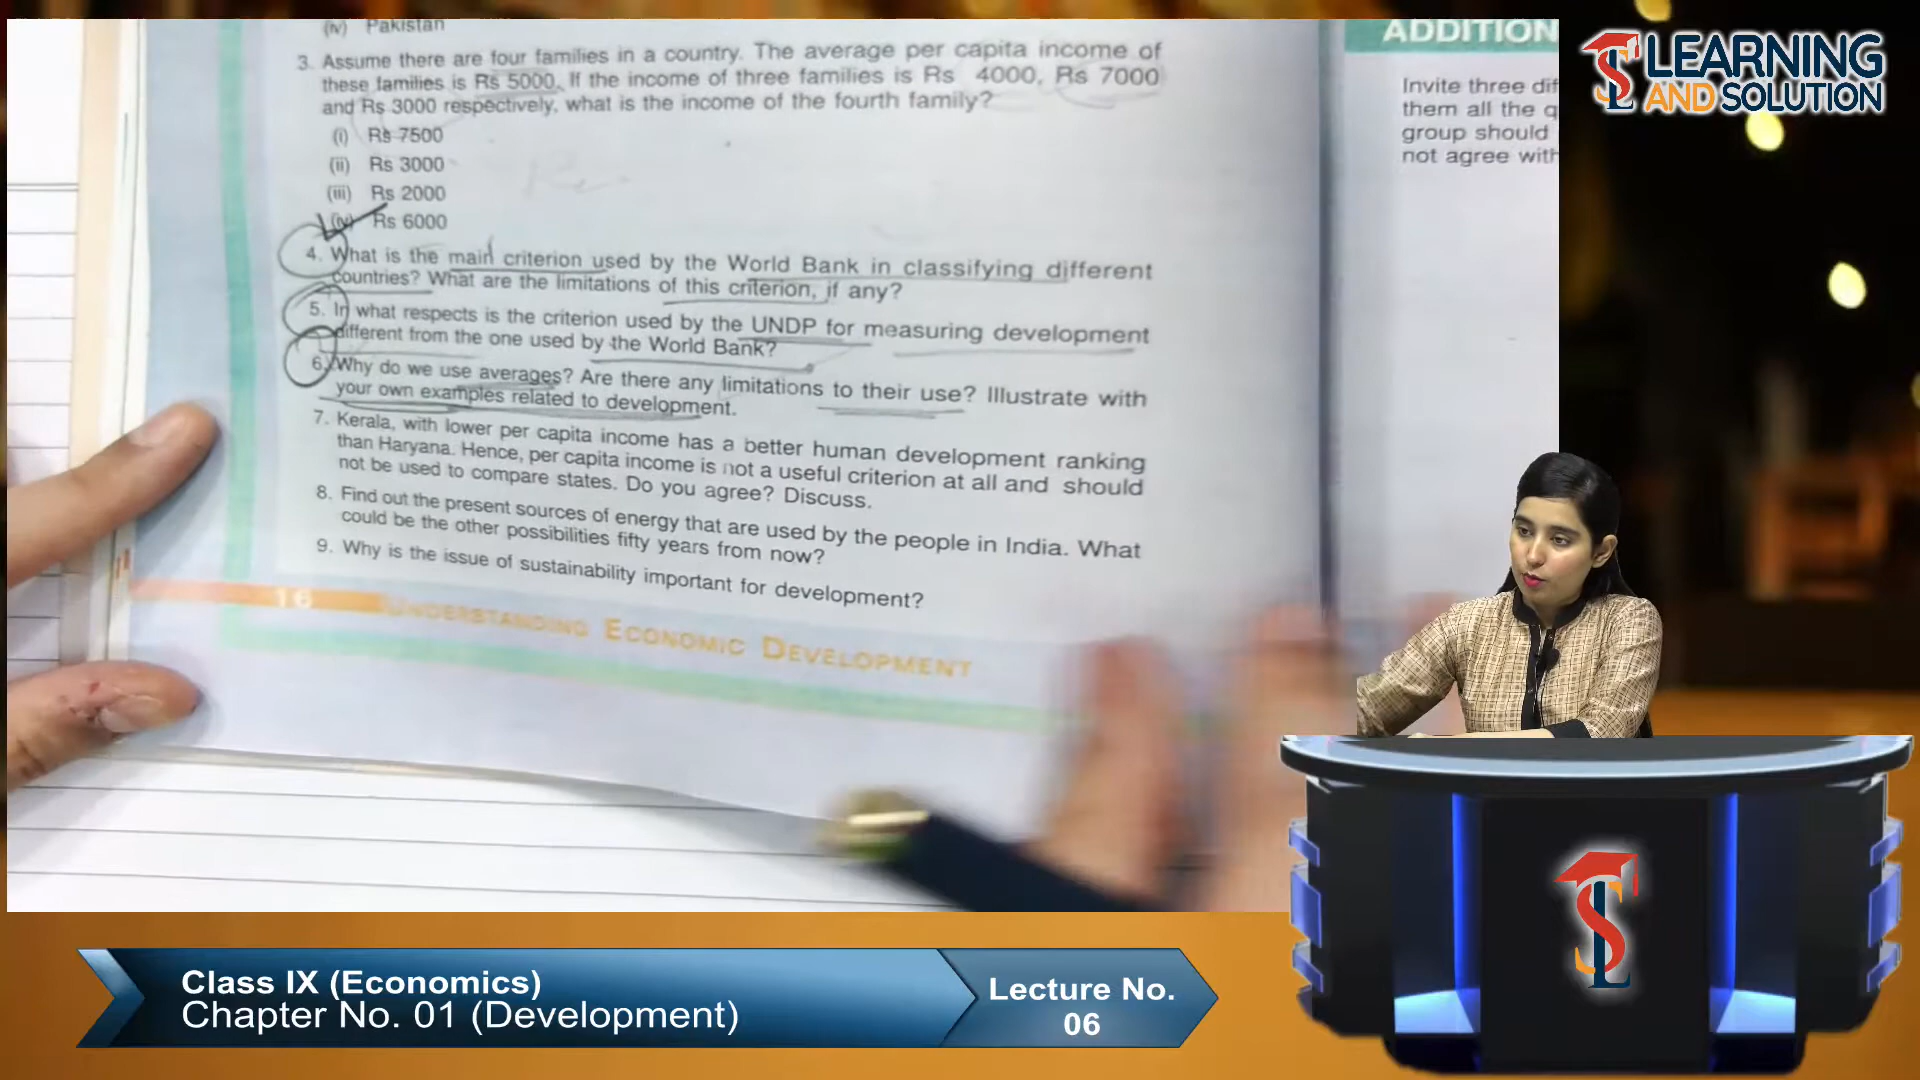 (iv) Pakistan
3. Assume there are four families in a country. The average per capita income of
these families is Rs 5000. If the income of three families is Rs 4000, Rs 7000
and Rs 3000 respectively, what is the income of the fourth family?
(i) Rs 7500
(ii) Rs 3000
(iii) Rs 2000
(iv) Rs 6000
4. What is the main criterion used by the World Bank in classifying different
countries? What are the limitations of this criterion, if any?
5. In what respects is the criterion used by the UNDP for measuring development
different from the one used by the World Bank?
6. Why do we use averages? Are there any limitations to their use? Illustrate with
your own examples related to development.
7. Kerala, with lower per capita income has a better human development ranking
than Haryana. Hence, per capita income is not a useful criterion at all and should
not be used to compare states. Do you agree? Discuss.
8. Find out the present sources of energy that are used by the people in India. What
could be the other possibilities fifty years from now?
9. Why is the issue of sustainability important for development?
16 UNDERSTANDING ECONOMIC DEVELOPMENT
ADDITION
Invite three dif
them all the q
group should
not agree with
LEARNING
AND SOLUTION
Class IX (Economics)
Chapter No. 01 (Development)
Lecture No.
06